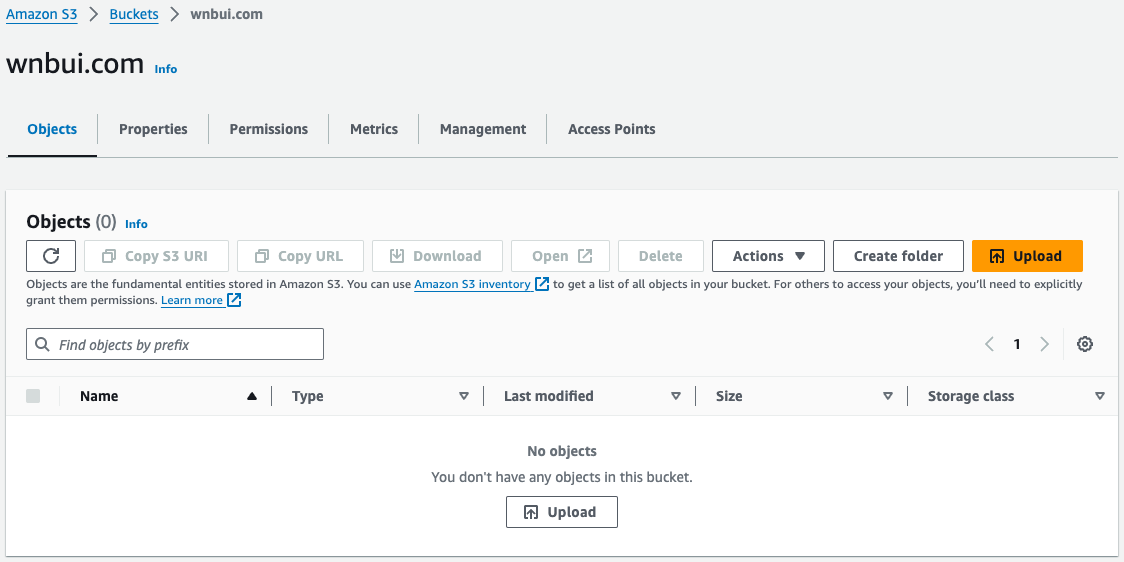 Amazon S3 > Buckets > wnbui.com
wnbui.com Info
Objects Properties Permissions Metrics Management Access Points
Objects (0) Info
Copy S3 URI Copy URL Download Open Delete Actions Create folder Upload
Objects are the fundamental entities stored in Amazon S3. You can use Amazon S3 inventory to get a list of all objects in your bucket. For others to access your objects, you'll need to explicitly
grant them permissions. Learn more
Find objects by prefix 1
Name Type Last modified Size Storage class
No objects
You don't have any objects in this bucket.
Upload